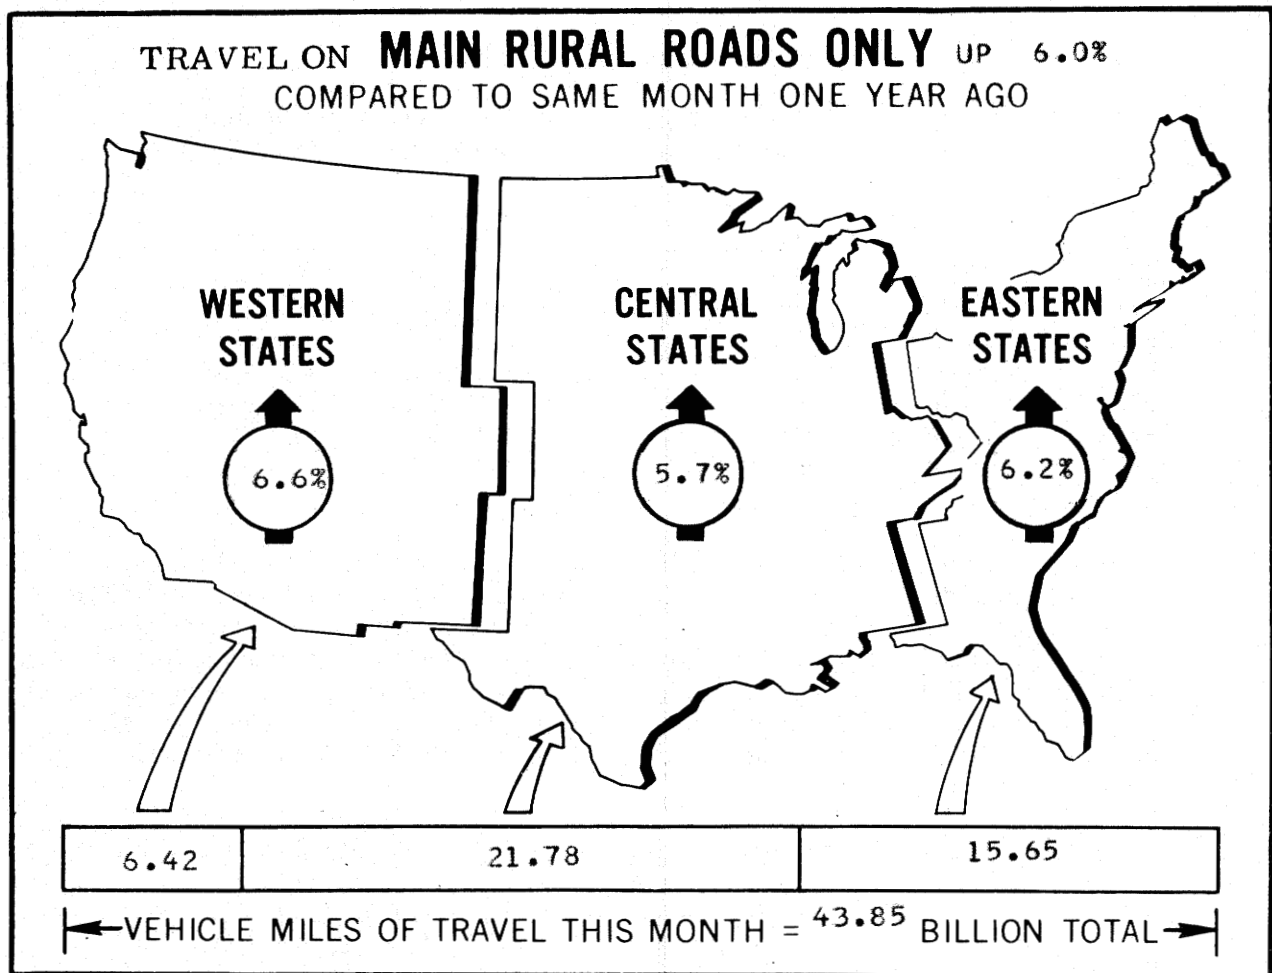 TRAVEL ON MAIN RURAL ROADS ONLY UP 6.0%
COMPARED TO SAME MONTH ONE YEAR AGO
WESTERN
STATES
6.6%
CENTRAL
STATES
5.7%
EASTERN
STATES
6.2%
6.42
21.78
15.65
VEHICLE MILES OF TRAVEL THIS MONTH = 43.85 BILLION TOTAL